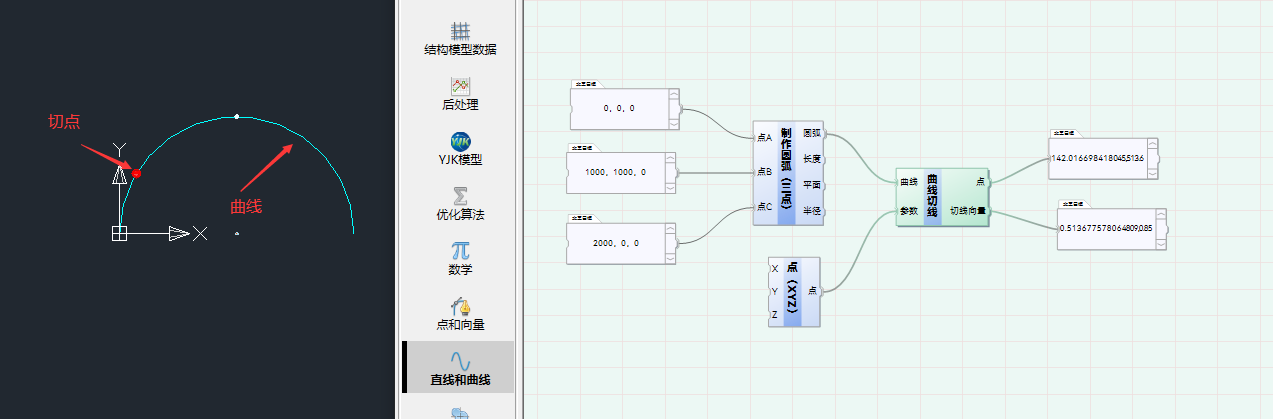 切点
Y
曲线
X
结构模型数据
后处理
YJK
YJK模型
优化算法
数学
点和向量
直线和曲线
0, 0, 0
1000, 1000, 0
2000, 0, 0
点A
点B
点C
制作圆弧(三点)
圆弧
长度
平面
半径
X
Y
Z
点(XYZ)
点
曲线
参数
曲线切线
点
切线向量
142.016698418045,513.6
0.513677578064809,0.85